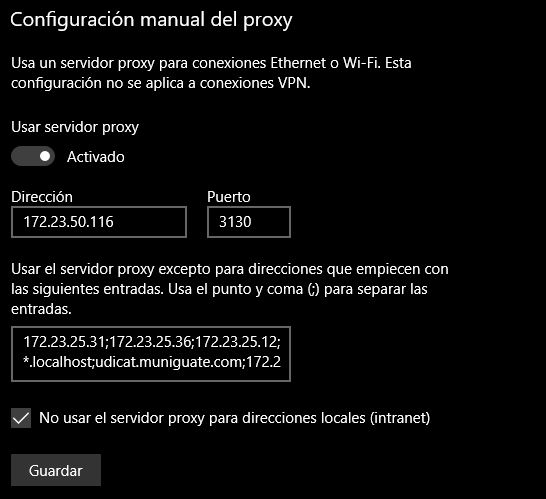 Configuración manual del proxy
Usa un servidor proxy para conexiones Ethernet o Wi-Fi. Esta
configuración no se aplica a conexiones VPN.
Usar servidor proxy
Activado
Dirección Puerto
172.23.50.116 3130
Usar el servidor proxy excepto para direcciones que empiecen con
las siguientes entradas. Usa el punto y coma (;) para separar las
entradas.
172.23.25.31;172.23.25.36;172.23.25.12;
*.localhost;udicat.muniguate.com;172.2
No usar el servidor proxy para direcciones locales (intranet)
Guardar